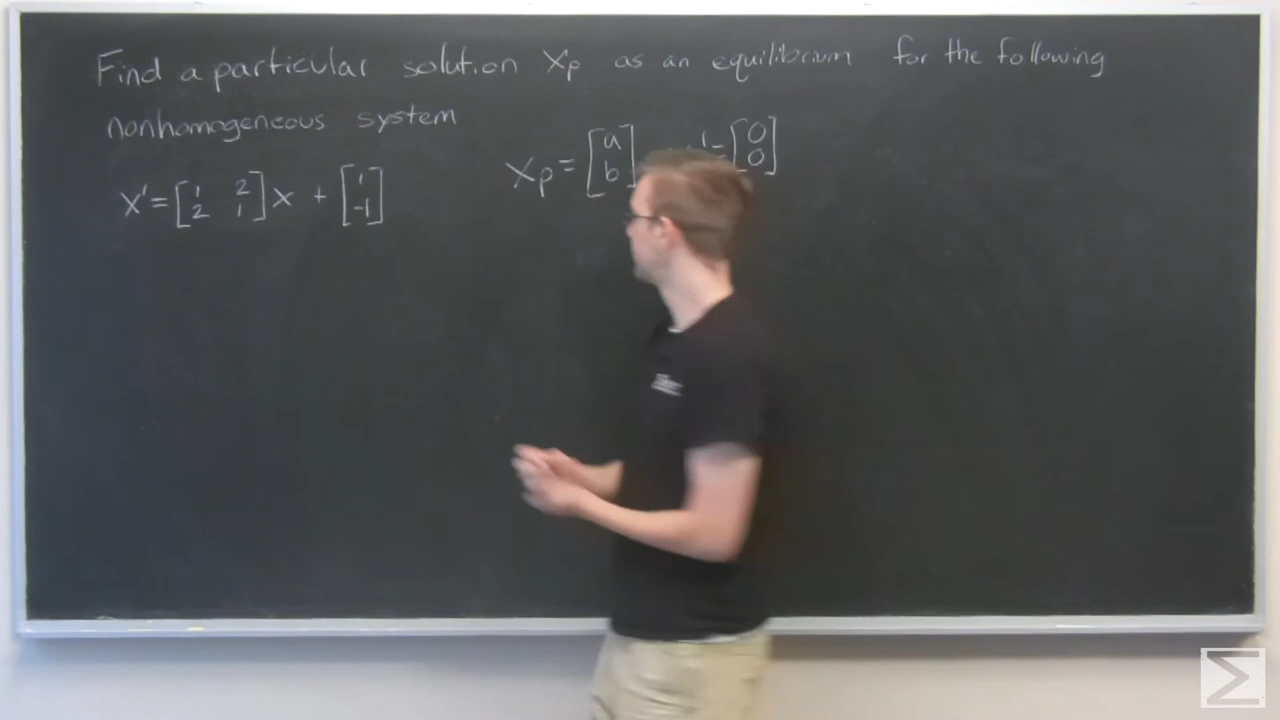 Find a particular solution Xp as an equilibrium for the following
nonhomogeneous system
x' = [1 2; 2 1] x + [1; -1]
Xp = [a; b] ' = [0; 0]
Σ